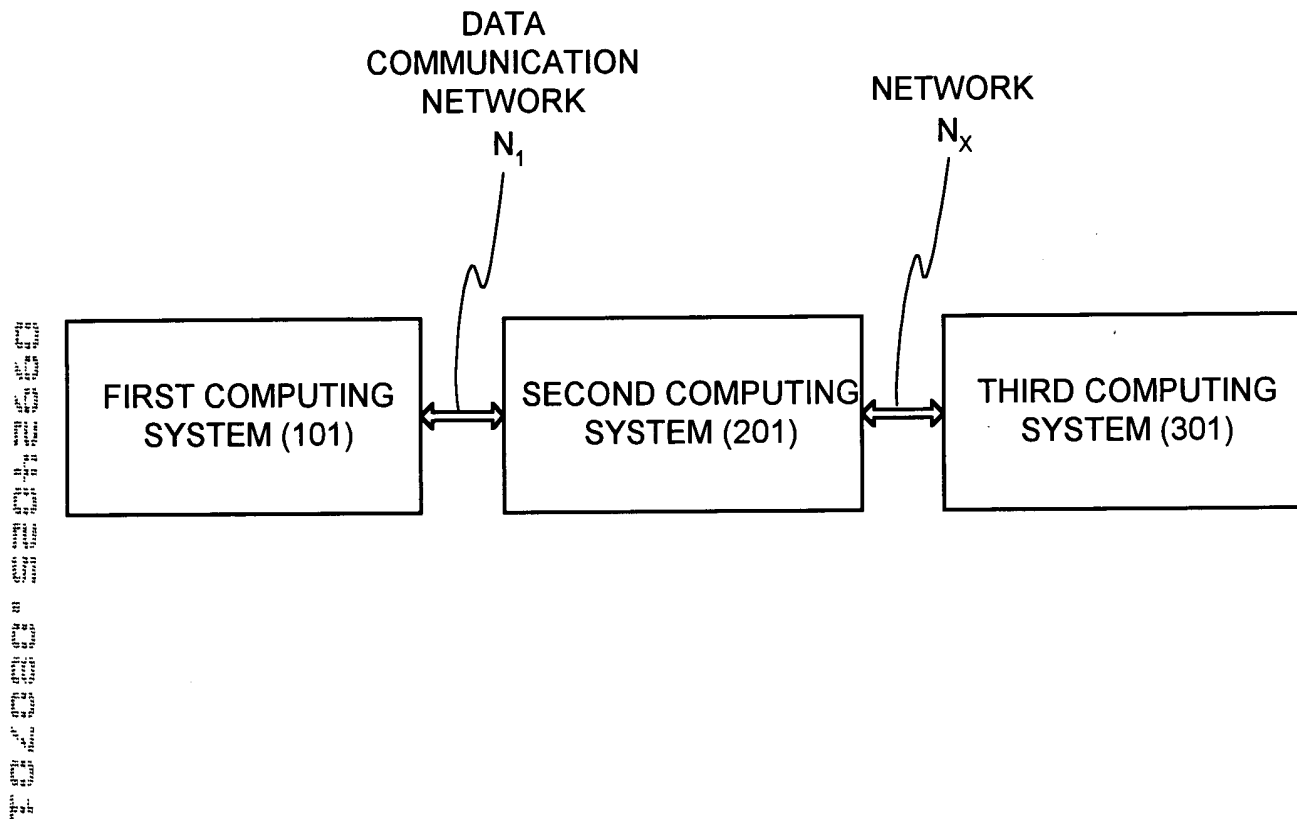 DATA
COMMUNICATION
NETWORK
N₁
NETWORK
Nₓ
FIRST COMPUTING
SYSTEM (101)
SECOND COMPUTING
SYSTEM (201)
THIRD COMPUTING
SYSTEM (301)